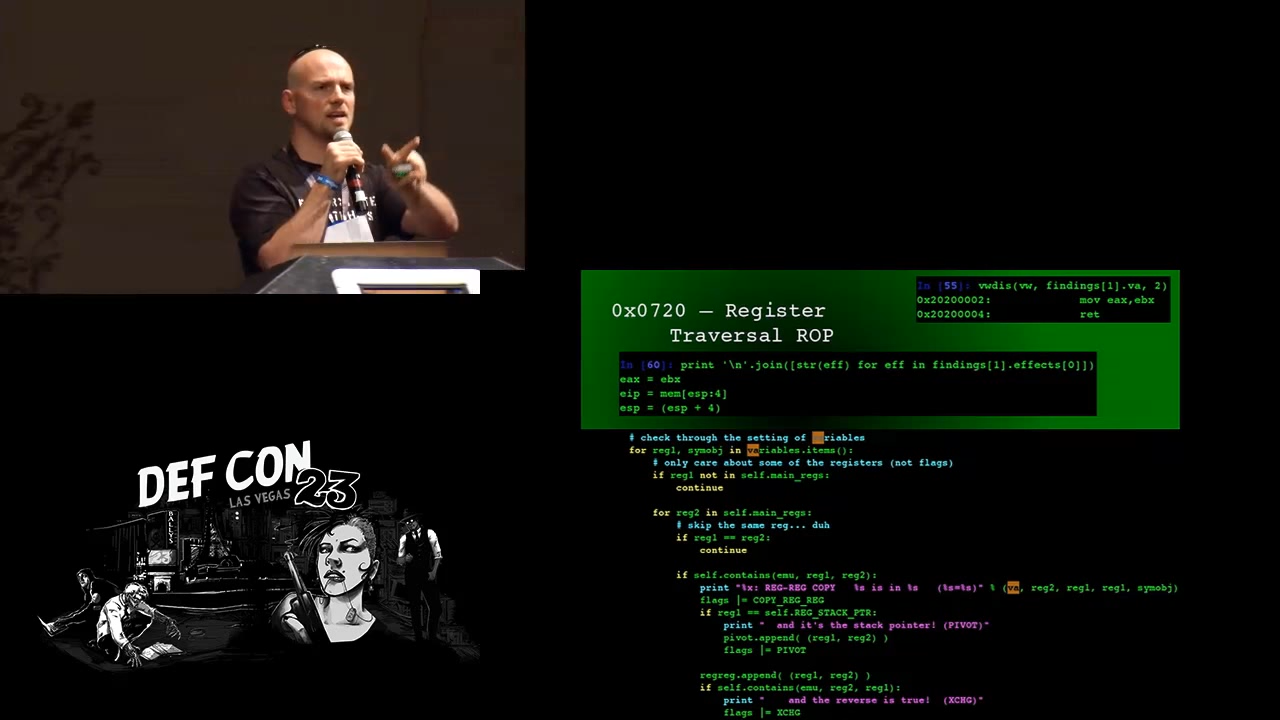 0x0720 – Register
Traversal ROP
In [55]: vwdis(vw, findings[1].va, 2)
0x20200002: mov eax,ebx
0x20200004: ret
In [60]: print '\n'.join([str(eff) for eff in findings[1].effects[0]])
eax = ebx
eip = mem[esp:4]
esp = (esp + 4)
# check through the setting of variables
for reg1, symobj in variables.items():
# only care about some of the registers (not flags)
if reg1 not in self.main_regs:
continue
for reg2 in self.main_regs:
# skip the same reg... duh
if reg1 == reg2:
continue
if self.contains(emu, reg1, reg2):
print "%x: REG-REG COPY %s is in %s (%s=%s)" % (va, reg2, reg1, reg1, symobj)
flags |= COPY_REG_REG
if reg1 == self.REG_STACK_PTR:
print " and it's the stack pointer! (PIVOT)"
pivot.append( (reg1, reg2) )
flags |= PIVOT
regreg.append( (reg1, reg2) )
if self.contains(emu, reg2, reg1):
print " and the reverse is true! (XCHG)"
flags |= XCHG
DEF CON
LAS VEGAS 23
BALLYS
23